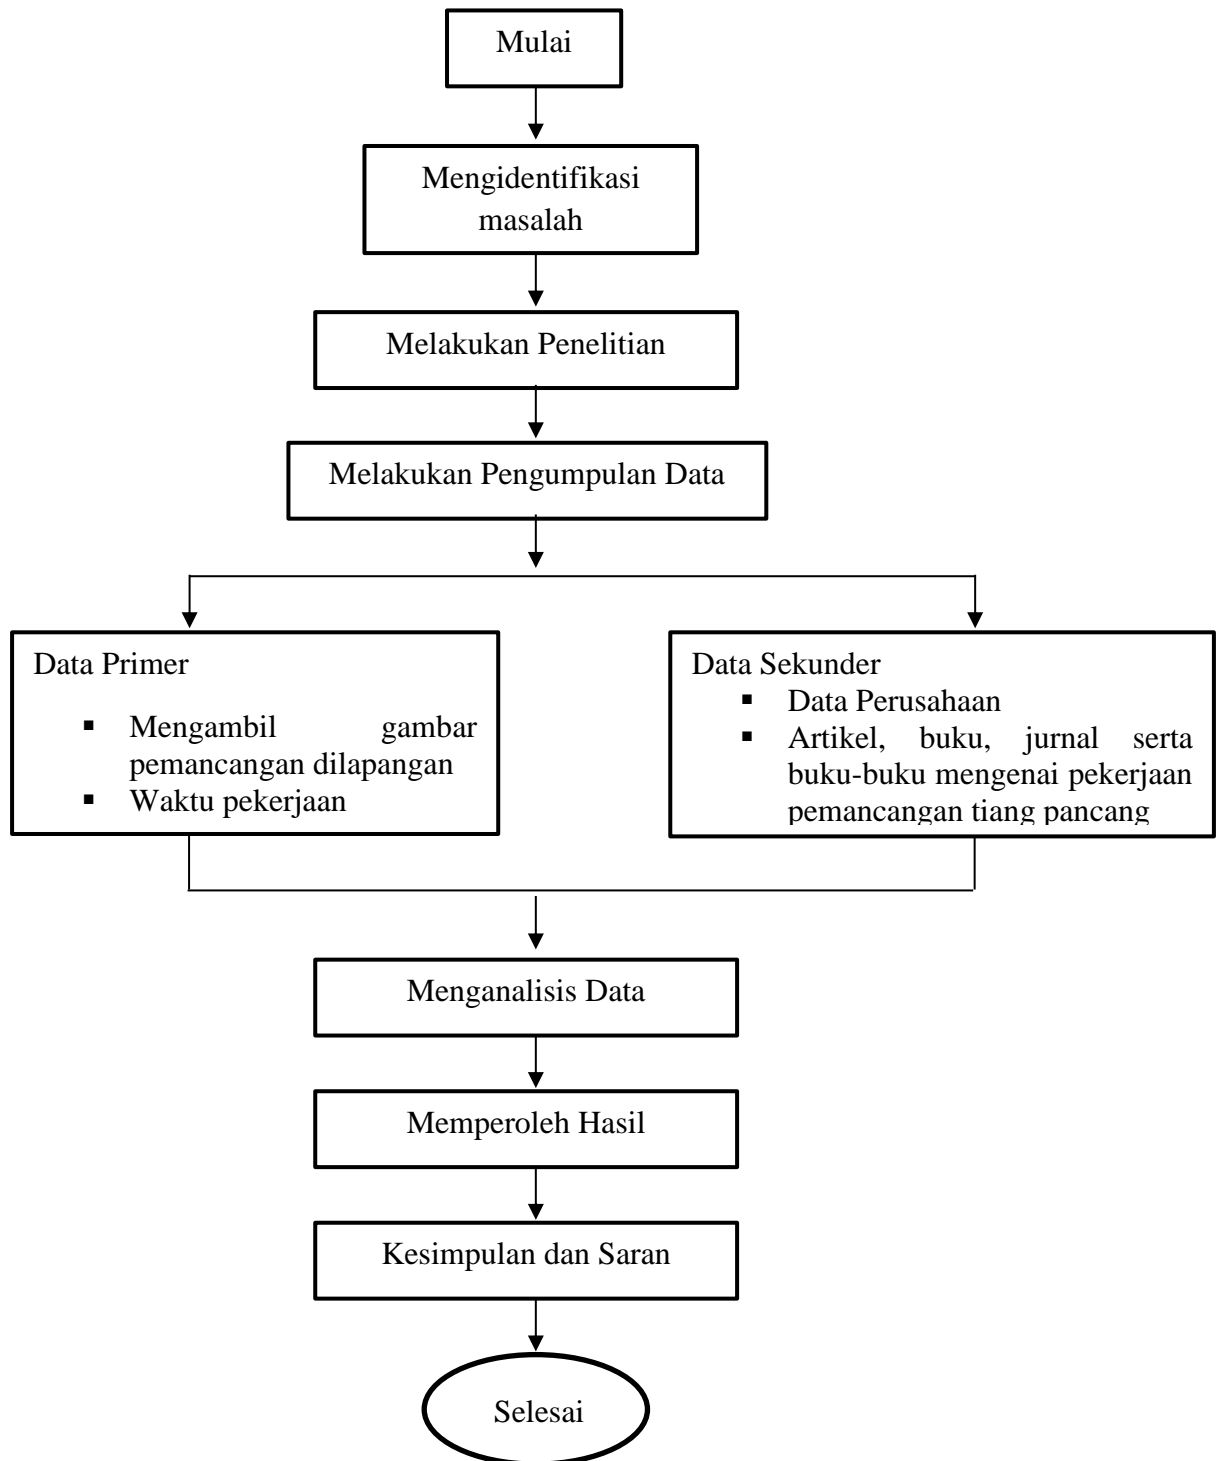 Mulai
Mengidentifikasi
masalah
Melakukan Penelitian
Melakukan Pengumpulan Data
Data Primer
▪ Mengambil gambar
pemancangan dilapangan
▪ Waktu pekerjaan
Data Sekunder
▪ Data Perusahaan
▪ Artikel, buku, jurnal serta
buku-buku mengenai pekerjaan
pemancangan tiang pancang
Menganalisis Data
Memperoleh Hasil
Kesimpulan dan Saran
Selesai